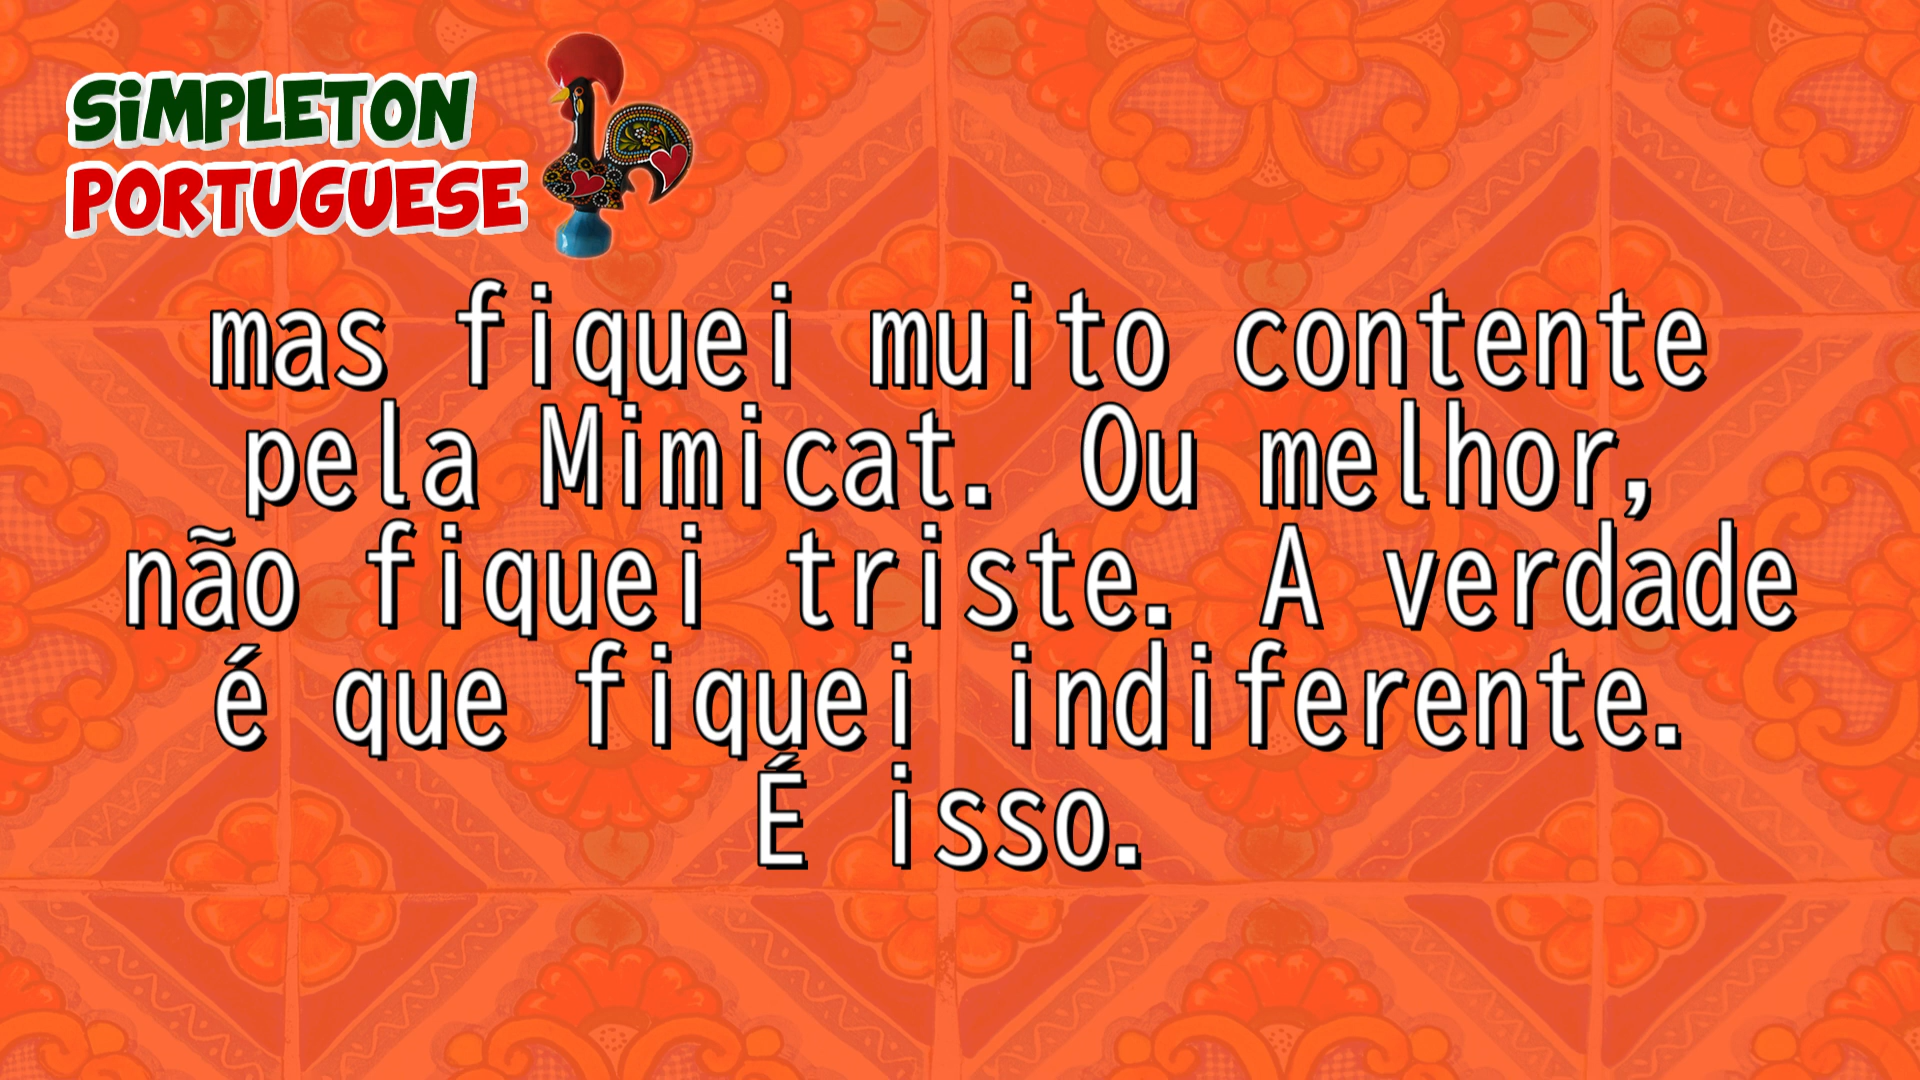 SiMPLETON
PORTUGUESE
mas fiquei muito contente
pela Mimicat. Ou melhor,
não fiquei triste. A verdade
é que fiquei indiferente.
É isso.